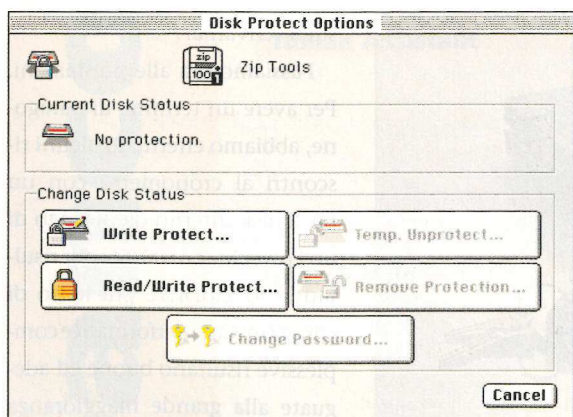 Disk Protect Options
zip
100
Zip Tools
Current Disk Status
No protection.
Change Disk Status
Write Protect...
Temp. Unprotect...
Read/Write Protect...
Remove Protection...
Change Password...
Cancel